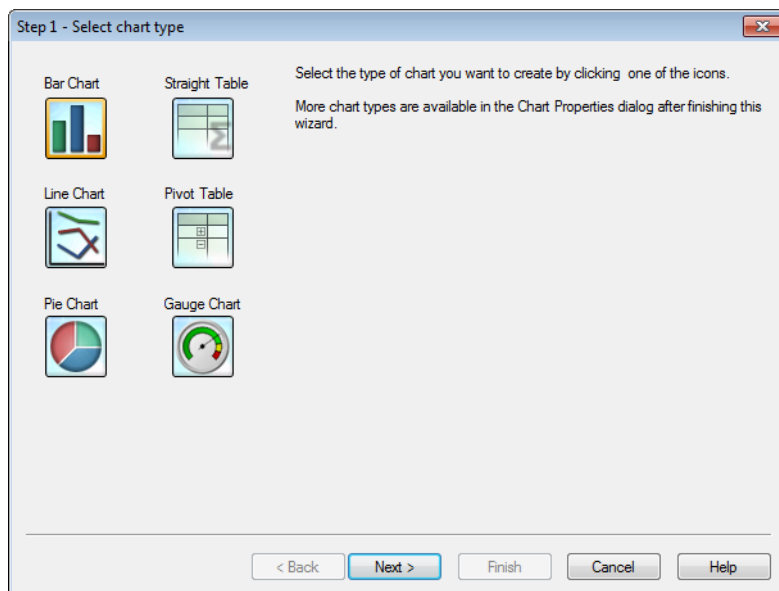 Step 1 - Select chart type
Bar Chart
Straight Table
Select the type of chart you want to create by clicking one of the icons.
More chart types are available in the Chart Properties dialog after finishing this
wizard.
Line Chart
Pivot Table
Pie Chart
Gauge Chart
< Back
Next >
Finish
Cancel
Help